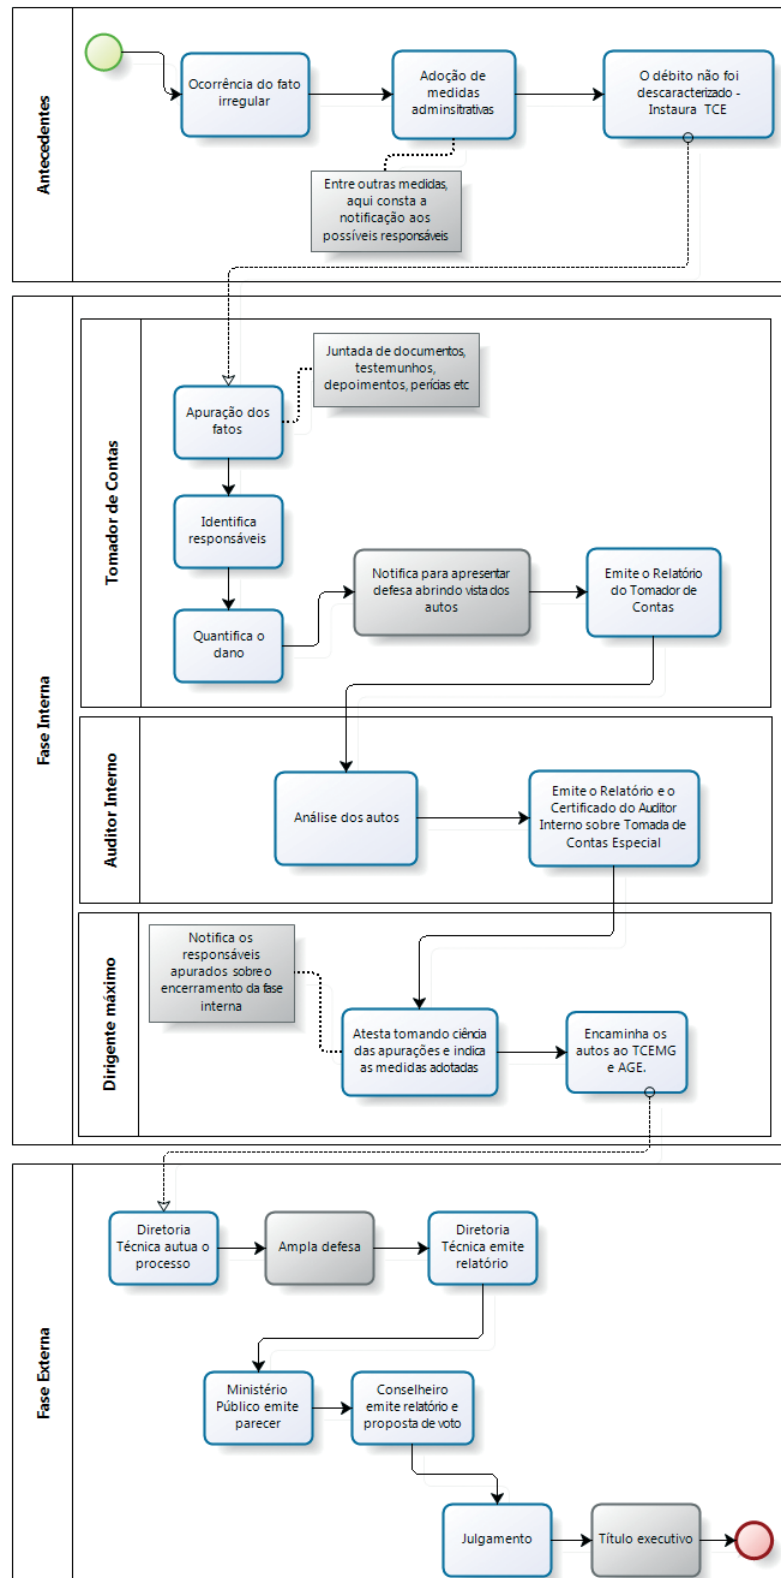 Antecedentes
Ocorrência do fato
irregular
Adoção de
medidas
adminsitrativas
O débito não foi
descaracterizado -
Instaura TCE
Entre outras medidas,
aqui consta a
notificação aos
possíveis responsáveis
Fase Interna
Tomador de Contas
Juntada de documentos,
testemunhos,
depoimentos, perícias etc
Apuração dos
fatos
Identifica
responsáveis
Quantifica o
dano
Notifica para apresentar
defesa abrindo vista dos
autos
Emite o Relatório
do Tomador de
Contas
Auditor Interno
Análise dos autos
Emite o Relatório e o
Certificado do Auditor
Interno sobre Tomada de
Contas Especial
Dirigente máximo
Notifica os
responsáveis
apurados sobre o
encerramento da fase
interna
Atesta tomando ciência
das apurações e indica
as medidas adotadas
Encaminha os
autos ao TCEMG
e AGE.
Fase Externa
Diretoria
Técnica autua o
processo
Ampla defesa
Diretoria
Técnica emite
relatório
Ministério
Público emite
parecer
Conselheiro
emite relatório e
proposta de voto
Julgamento
Título executivo